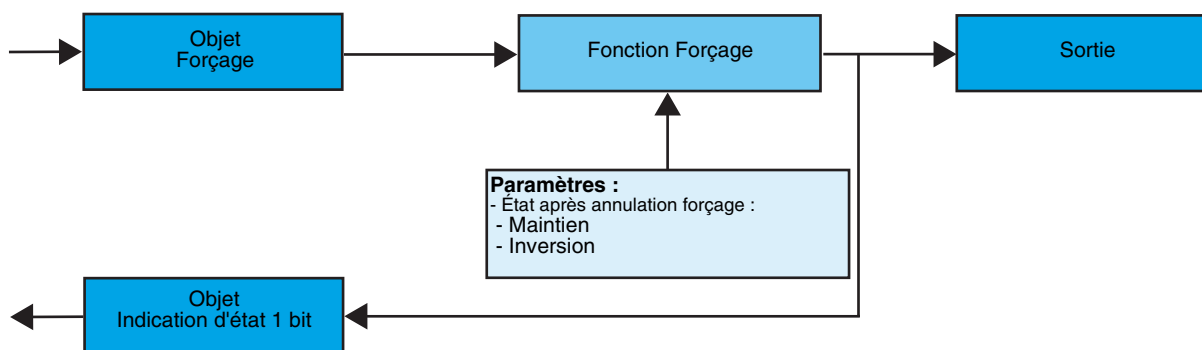 Objet
Forçage
Fonction Forçage
Sortie
Paramètres :
- État après annulation forçage :
- Maintien
- Inversion
Objet
Indication d'état 1 bit